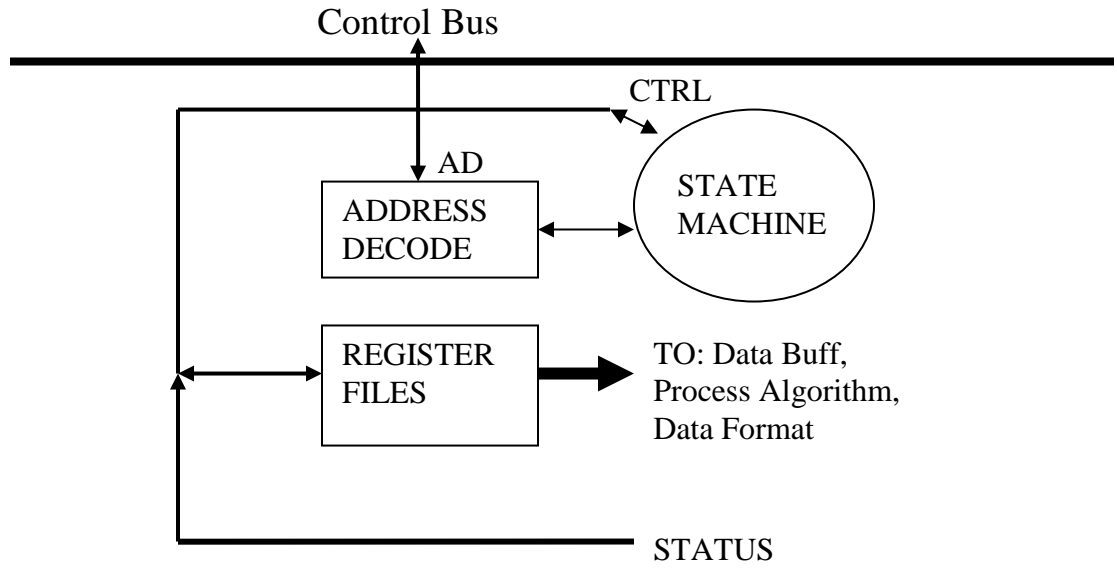 Control Bus
CTRL
AD
ADDRESS
DECODE
STATE
MACHINE
REGISTER
FILES
TO: Data Buff,
Process Algorithm,
Data Format
STATUS